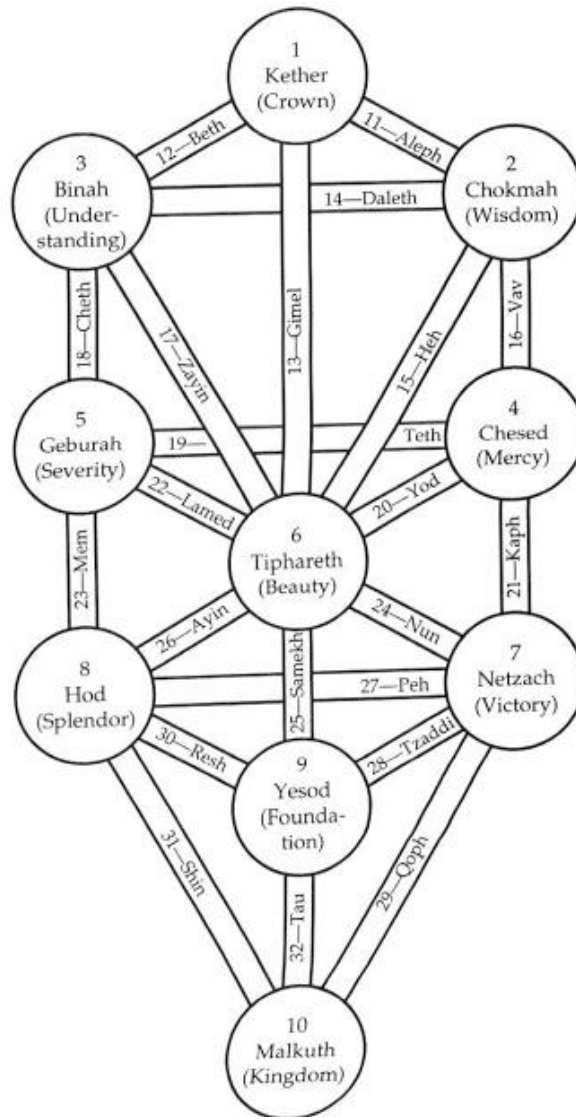 1
Kether
(Crown)
12—Beth
11—Aleph
3
Binah
(Under-
standing)
2
Chokmah
(Wisdom)
14—Daleth
13—Gimel
18—Cheth
17—Zayin
15—Heh
16—Vav
5
Geburah
(Severity)
19—
Teth
4
Chesed
(Mercy)
22—Lamed
20—Yod
6
Tiphareth
(Beauty)
23—Mem
21—Kaph
26—Ayin
24—Nun
25—Samekh
8
Hod
(Splendor)
27—Peh
7
Netzach
(Victory)
30—Resh
28—Tzaddi
9
Yesod
(Founda-
tion)
31—Shin
32—Tau
29—Qoph
10
Malkuth
(Kingdom)